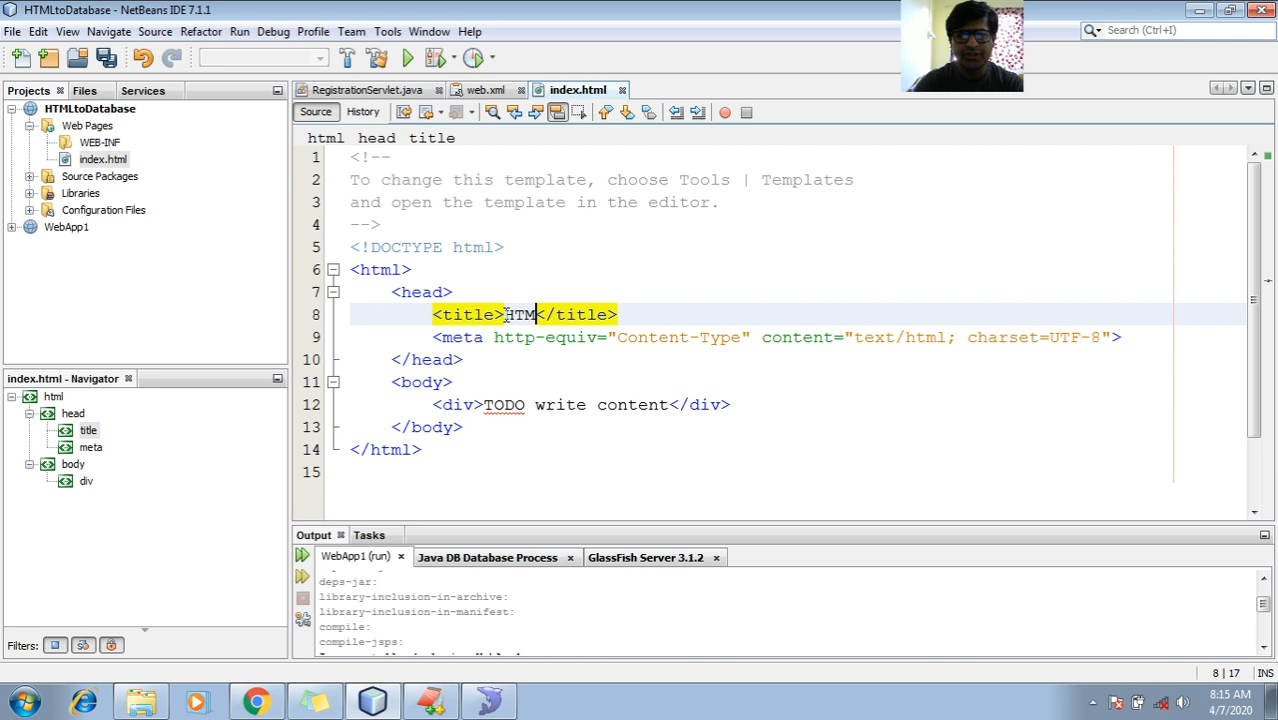 HTMLtoDatabase - NetBeans IDE 7.1.1
File Edit View Navigate Source Refactor Run Debug Profile Team Tools Window Help
Search (Ctrl+I)
Projects Files Services
RegistrationServlet.java web.xml index.html
HTMLtoDatabase
Web Pages
WEB-INF
index.html
Source Packages
Libraries
Configuration Files
WebApp1
Source History
html head title
1 <!--
2 To change this template, choose Tools | Templates
3 and open the template in the editor.
4 -->
5 <!DOCTYPE html>
6 <html>
7 <head>
8 <title>HTM</title>
9 <meta http-equiv="Content-Type" content="text/html; charset=UTF-8">
10 </head>
11 <body>
12 <div>TODO write content</div>
13 </body>
14 </html>
15
index.html - Navigator
html
head
title
meta
body
div
Filters:
Output Tasks
WebApp1 (run) Java DB Database Process GlassFish Server 3.1.2
deps-jar:
library-inclusion-in-archive:
library-inclusion-in-manifest:
compile:
compile-jsps:
8 | 17 INS
8:15 AM
4/7/2020